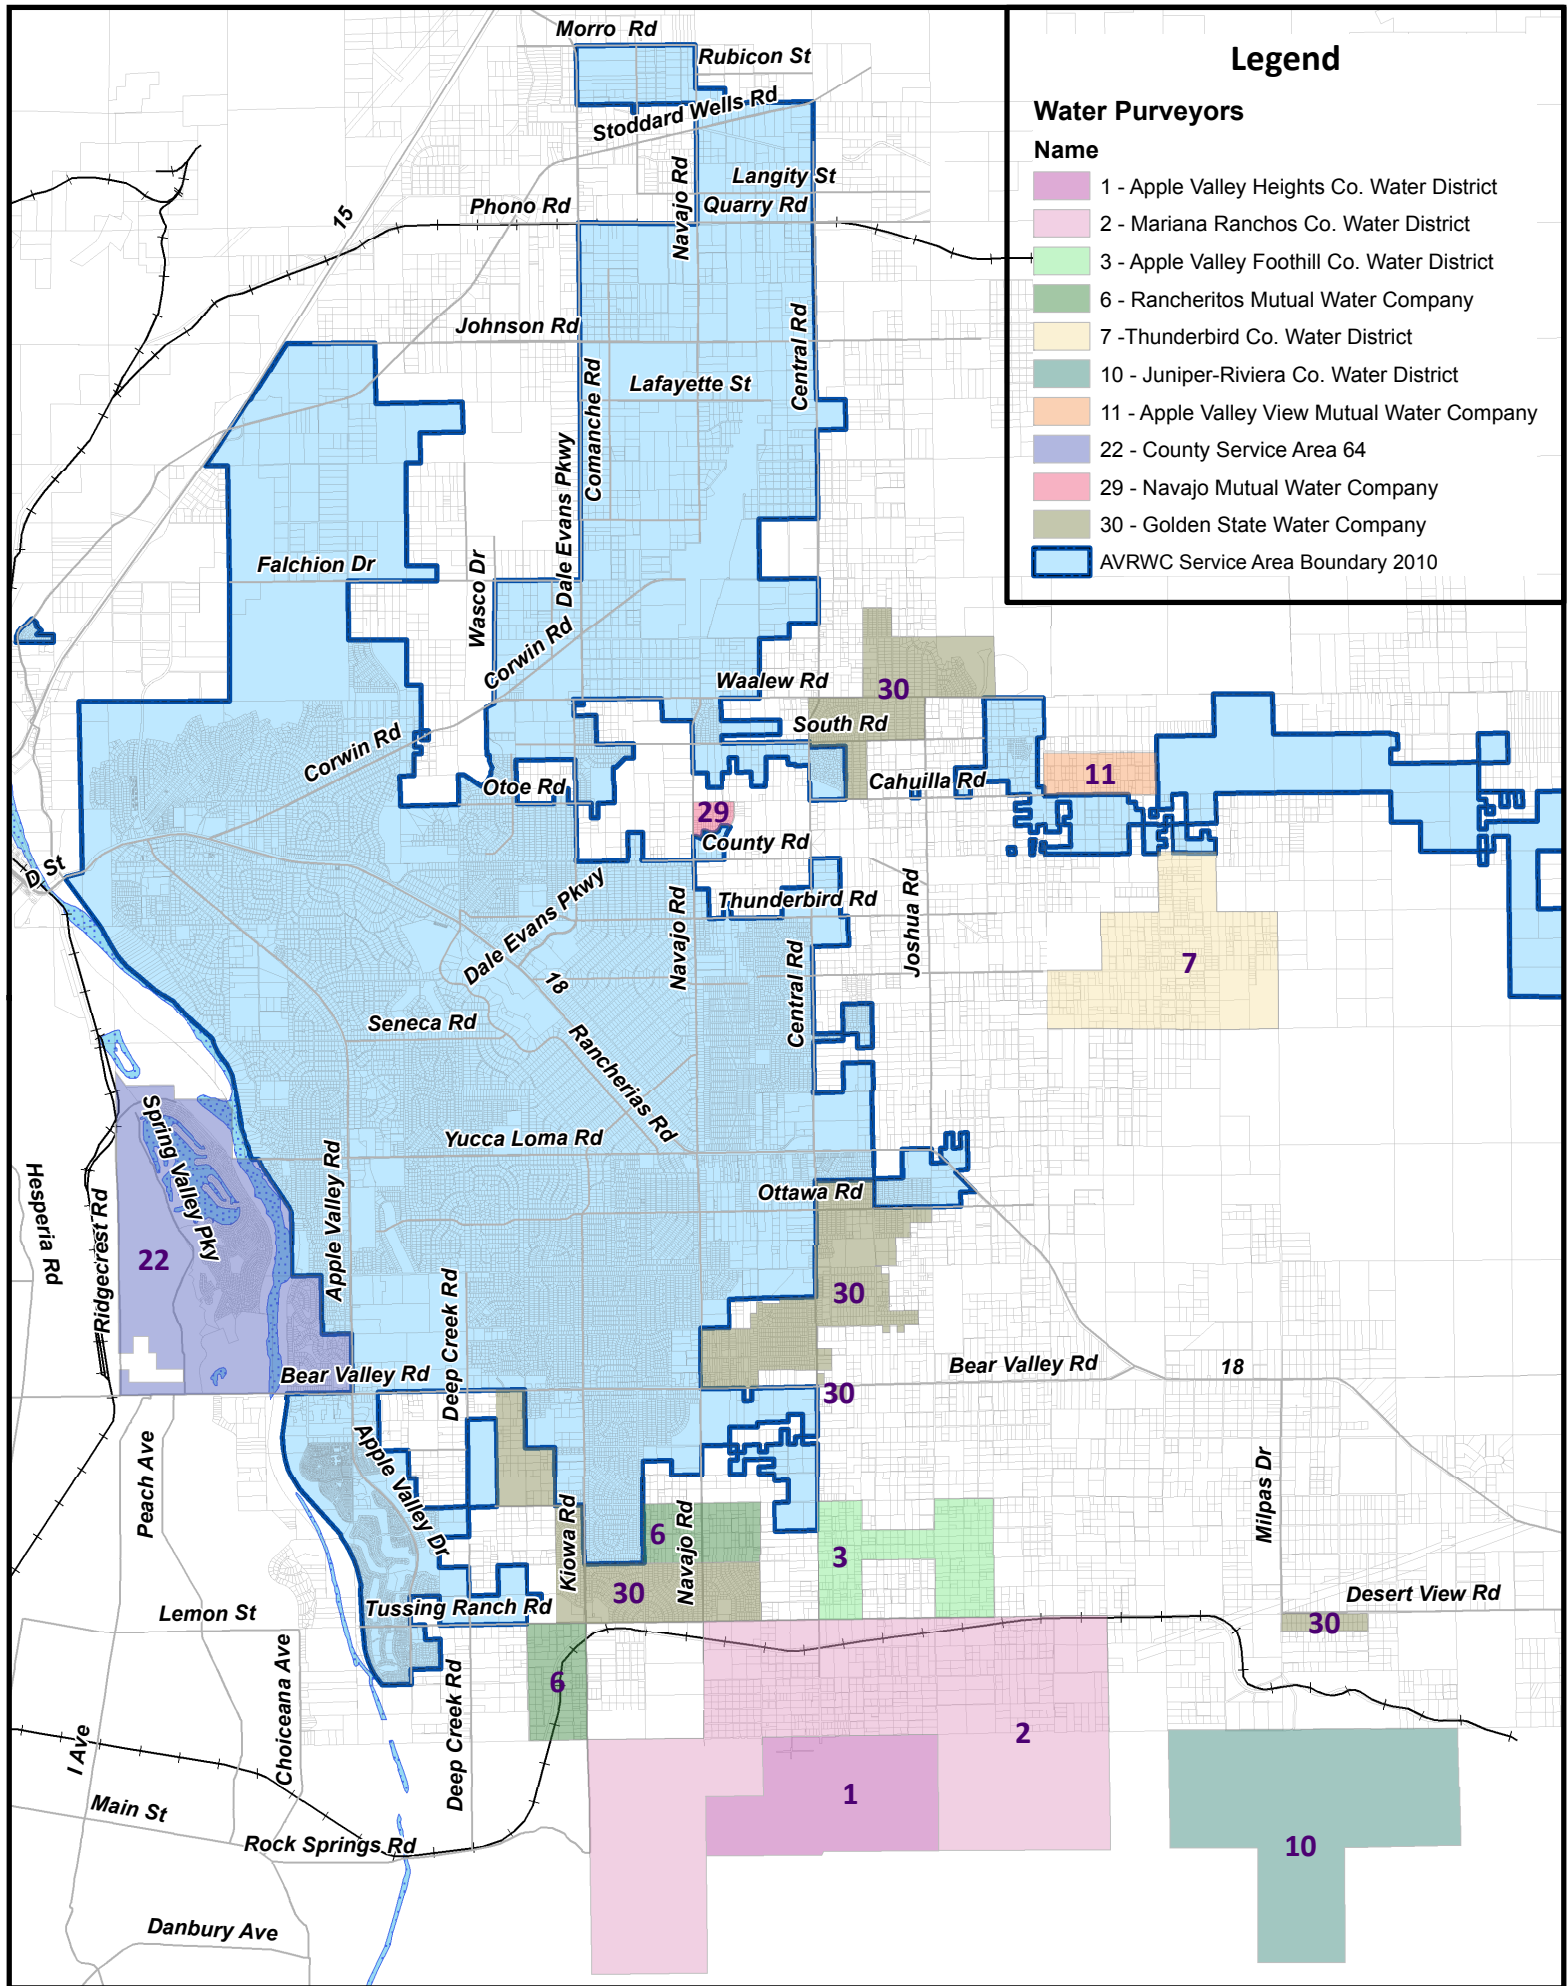 Morro Rd
Rubicon St
Stoddard Wells Rd
Legend
Water Purveyors
Name
1 - Apple Valley Heights Co. Water District
2 - Mariana Ranchos Co. Water District
3 - Apple Valley Foothill Co. Water District
6 - Rancheritos Mutual Water Company
7 -Thunderbird Co. Water District
10 - Juniper-Riviera Co. Water District
11 - Apple Valley View Mutual Water Company
22 - County Service Area 64
29 - Navajo Mutual Water Company
30 - Golden State Water Company
AVRWC Service Area Boundary 2010
Langity St
Navajo Rd
15
Phono Rd
Quarry Rd
Johnson Rd
Central Rd
Lafayette St
Comanche Rd
Dale Evans Pkwy
Falchion Dr
Wasco Dr
Corwin Rd
Waalew Rd
30
South Rd
Corwin Rd
Otoe Rd
Cahuilla Rd
11
29
County Rd
D St
Thunderbird Rd
Dale Evans Pkwy
Navajo Rd
Joshua Rd
7
18
Central Rd
Seneca Rd
Rancherias Rd
Spring Valley Pky
Yucca Loma Rd
Apple Valley Rd
Hesperia Rd
Ridgecrest Rd
Ottawa Rd
22
30
Deep Creek Rd
Bear Valley Rd
Bear Valley Rd
18
30
Peach Ave
Apple Valley Dr
Milpas Dr
Kiowa Rd
6
Navajo Rd
3
30
Desert View Rd
30
Lemon St
Tussing Ranch Rd
Choiceana Ave
Deep Creek Rd
6
2
I Ave
1
Main St
Rock Springs Rd
10
Danbury Ave